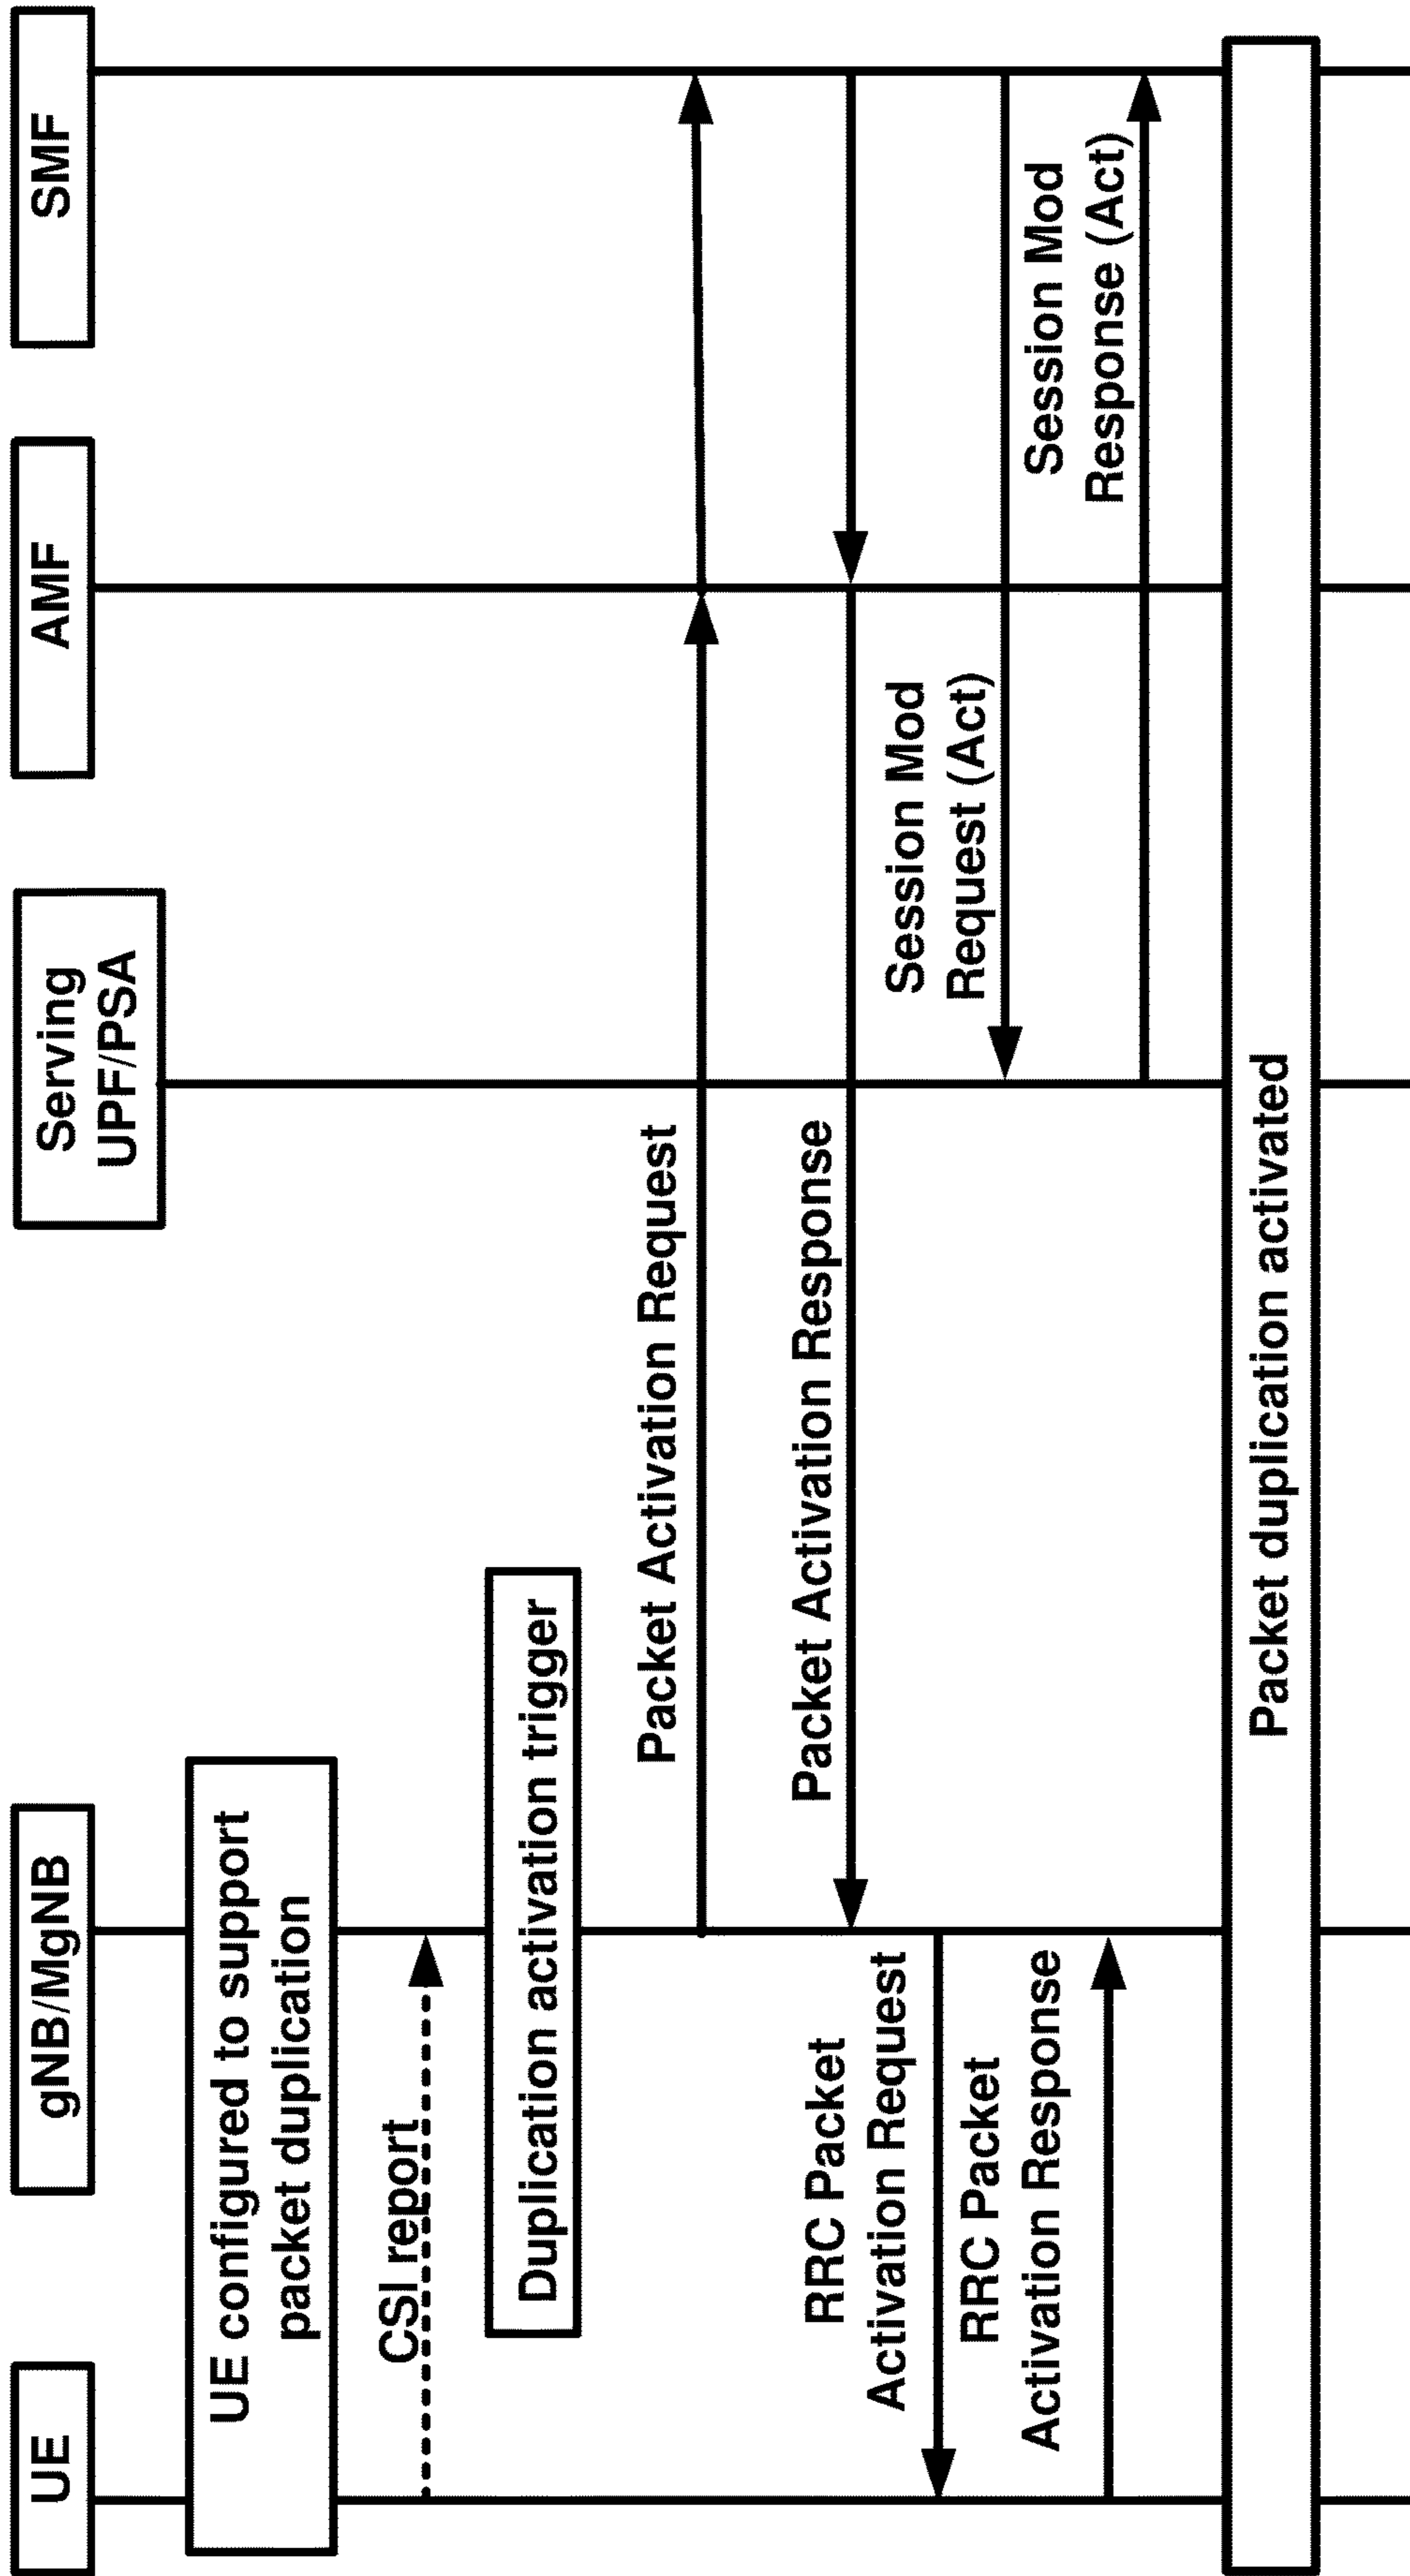 UE
gNB/MgNB
Serving
UPF/PSA
AMF
SMF
UE configured to support
packet duplication
CSI report
Duplication activation trigger
Packet Activation Request
Packet Activation Response
RRC Packet
Activation Request
Session Mod
Request (Act)
RRC Packet
Activation Response
Session Mod
Response (Act)
Packet duplication activated